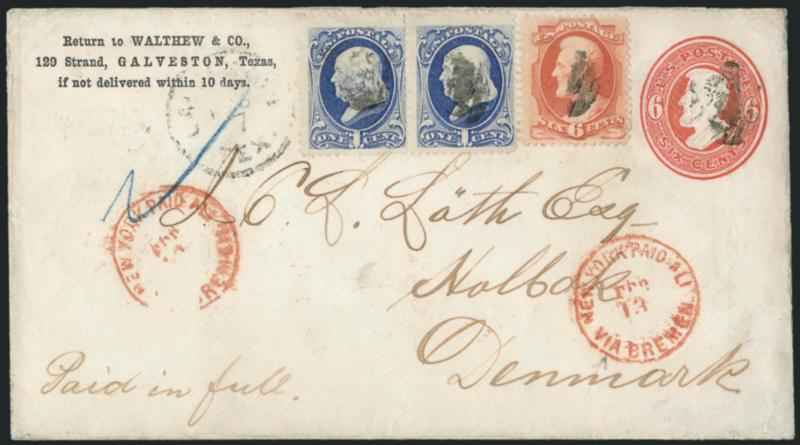 Return to WALTHEW & CO.,
120 Strand, GALVESTON, Texas,
if not delivered within 10 days.
U.S. POSTAGE
ONE CENT
U.S. POSTAGE
ONE CENT
U.S. POSTAGE
SIX 6 CENTS
U.S. POSTAGE
6 6
SIX CENTS
NEW YORK PAID ALL
BREMEN
NEW YORK PAID ALL
13
VIA BREMEN
J. C. L. Löth Esq
Holbæk
Denmark
Paid in full.